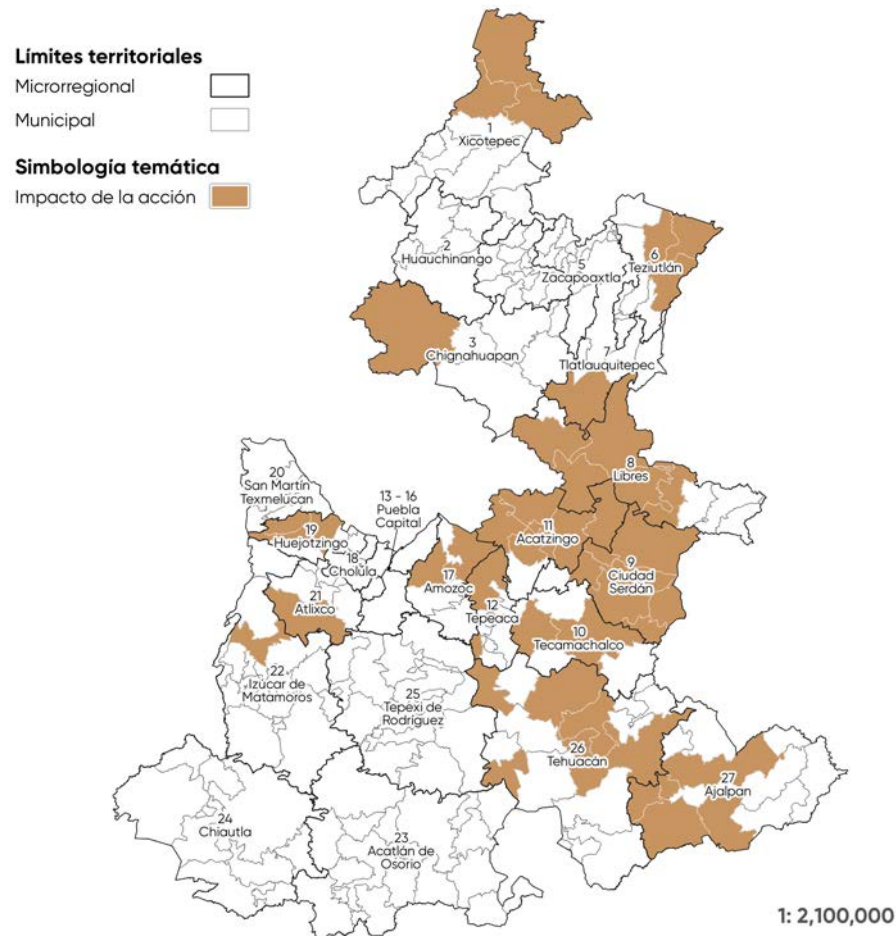 Límites territoriales
Microrregional
Municipal
Simbología temática
Impacto de la acción
1
Xicotepec
2
Huauchinango
3
Chignahuapan
5
Zacapoaxtla
6
Teziutlán
7
Tlatlauquitepec
8
Libres
20
San Martín
Texmelucan
13 - 16
Puebla
Capital
19
Huejotzingo
18
Cholula
11
Acatzingo
9
Ciudad
Serdán
17
Amozoc
21
Atlixco
12
Tepeaca
10
Tecamachalco
22
Izúcar de
Matamoros
25
Tepexi de
Rodríguez
26
Tehuacán
27
Ajalpan
24
Chiautla
23
Acatlán de
Osorio
1: 2,100,000